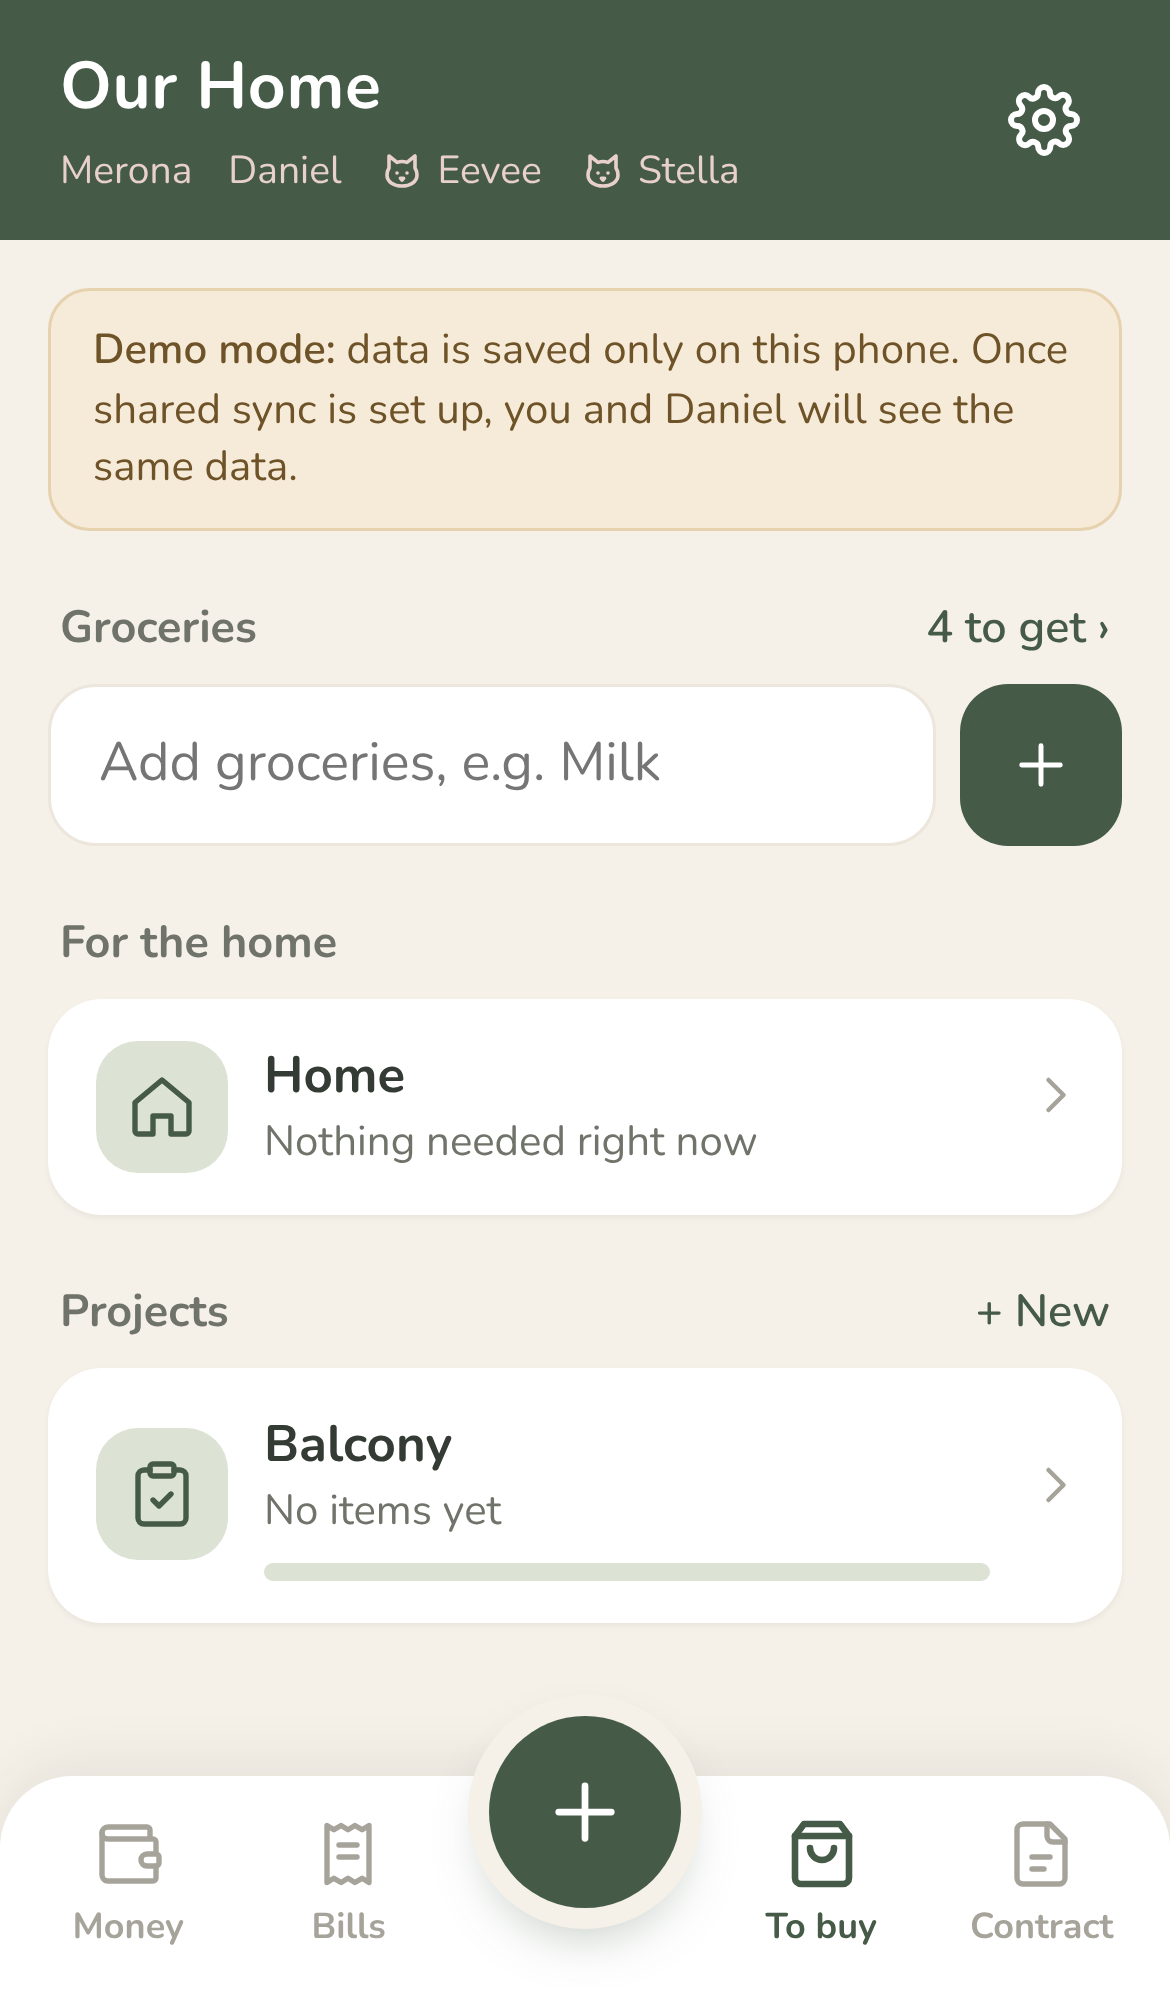 Our Home
Merona Daniel Eevee Stella
Demo mode: data is saved only on this phone. Once
shared sync is set up, you and Daniel will see the
same data.
Groceries
4 to get ›
Add groceries, e.g. Milk
For the home
Home
Nothing needed right now
Projects
+ New
Balcony
No items yet
Money
Bills
To buy
Contract